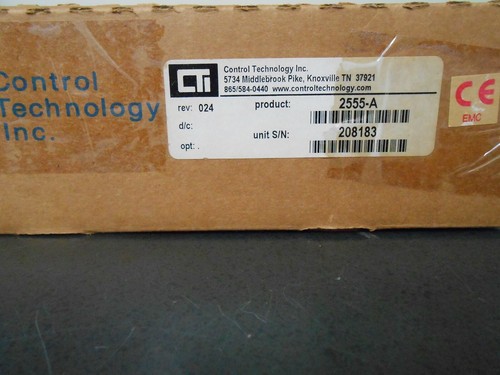 Control
Technology
Inc.
CTI
Control Technology Inc.
5734 Middlebrook Pike, Knoxville TN 37921
865/584-0440 www.controltechnology.com
rev: 024
product: 2555-A
d/c:
unit S/N: 208183
opt: .
CE
EMC